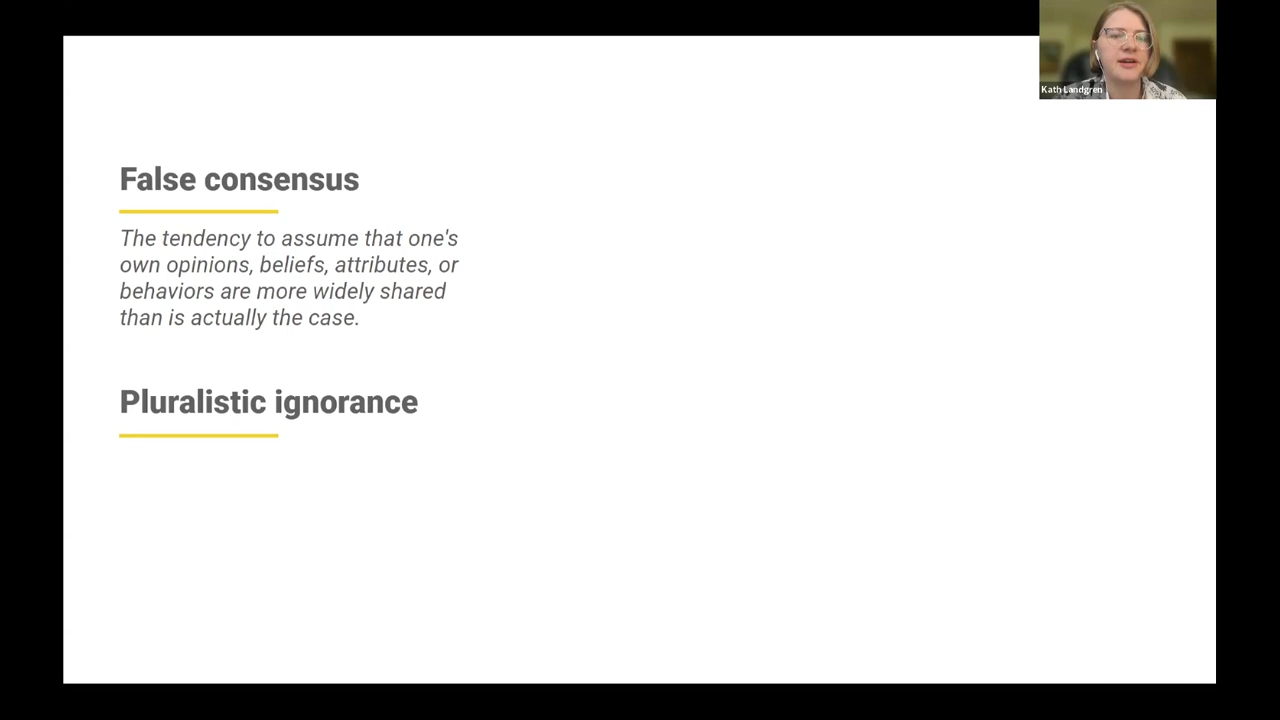 Kath Landgren
False consensus
The tendency to assume that one's
own opinions, beliefs, attributes, or
behaviors are more widely shared
than is actually the case.
Pluralistic ignorance